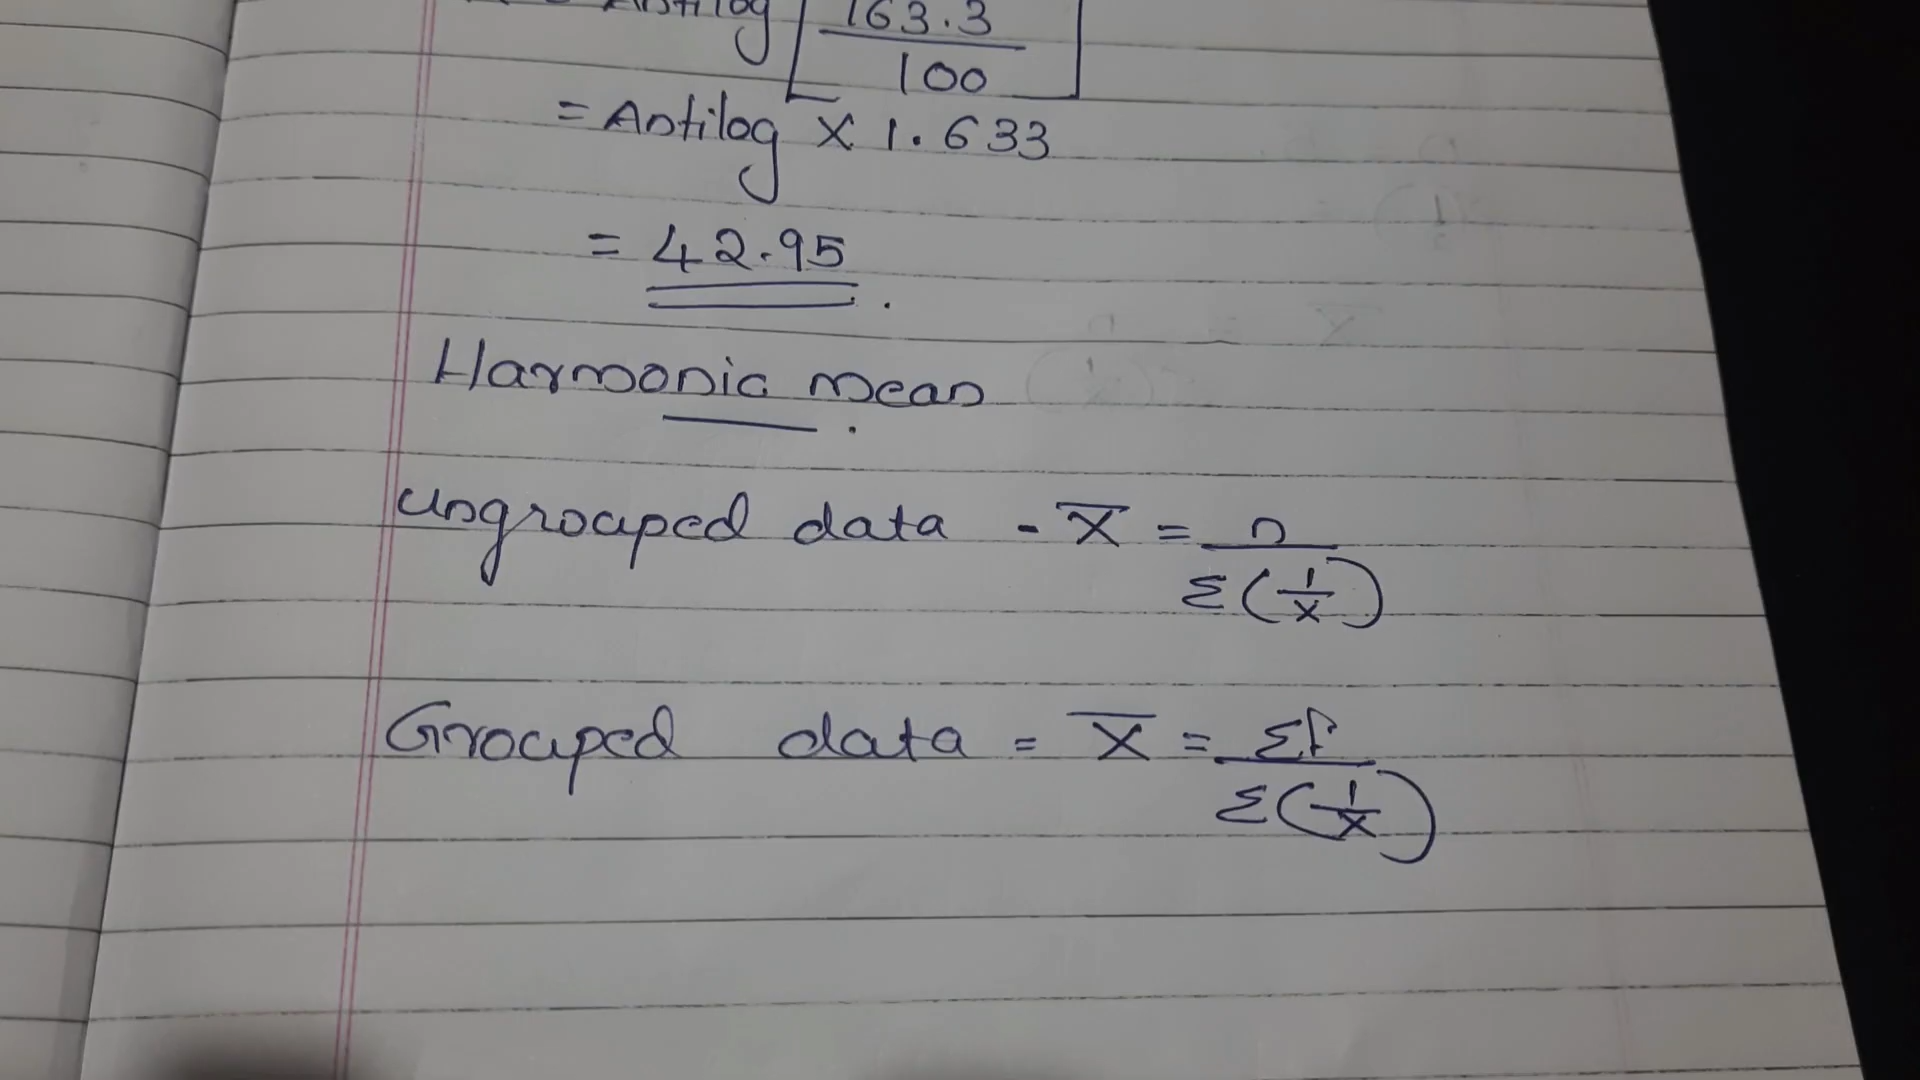 Antilog [163.3
100]
= Antilog × 1.633
= 42.95 .
Harmonic mean .
ungrouped data - X̄ = n
Σ(1/x)
Grouped data = X̄ = Σf
Σ(1/x)